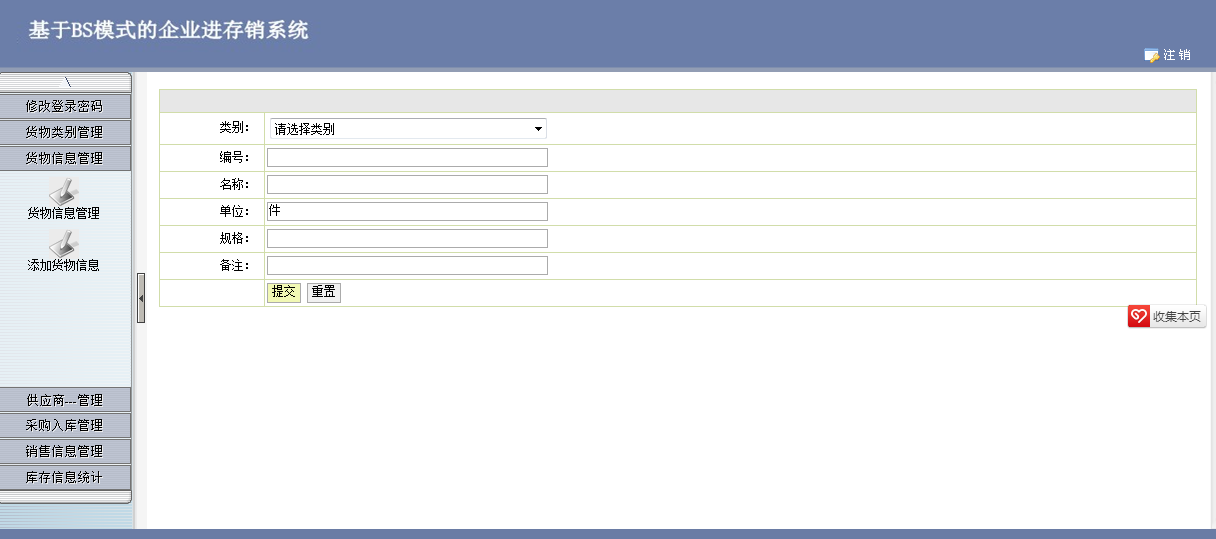 基于BS模式的企业进存销系统
注 销
\
修改登录密码
货物类别管理
货物信息管理
货物信息管理
添加货物信息
供应商---管理
采购入库管理
销售信息管理
库存信息统计
类别： 请选择类别
编号：
名称：
单位： 件
规格：
备注：
提交 重置
收集本页